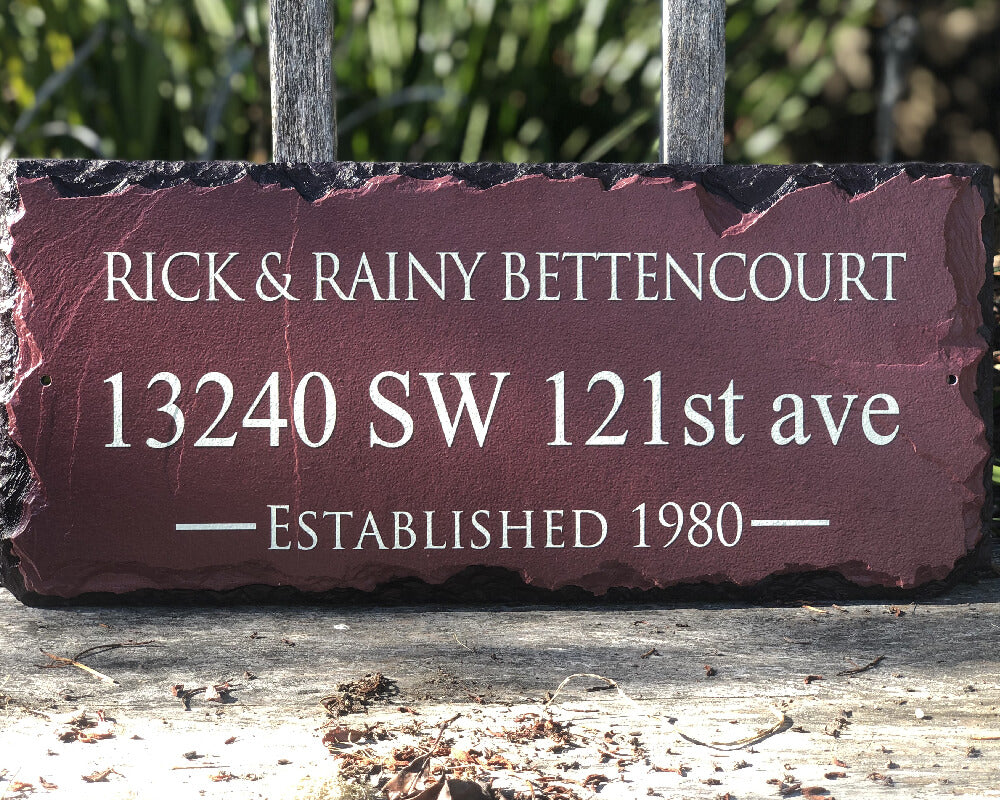 RICK & RAINY BETTENCOURT
13240 SW 121st ave
ESTABLISHED 1980